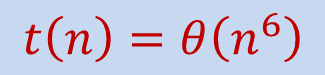 t(n) = θ(n⁶)